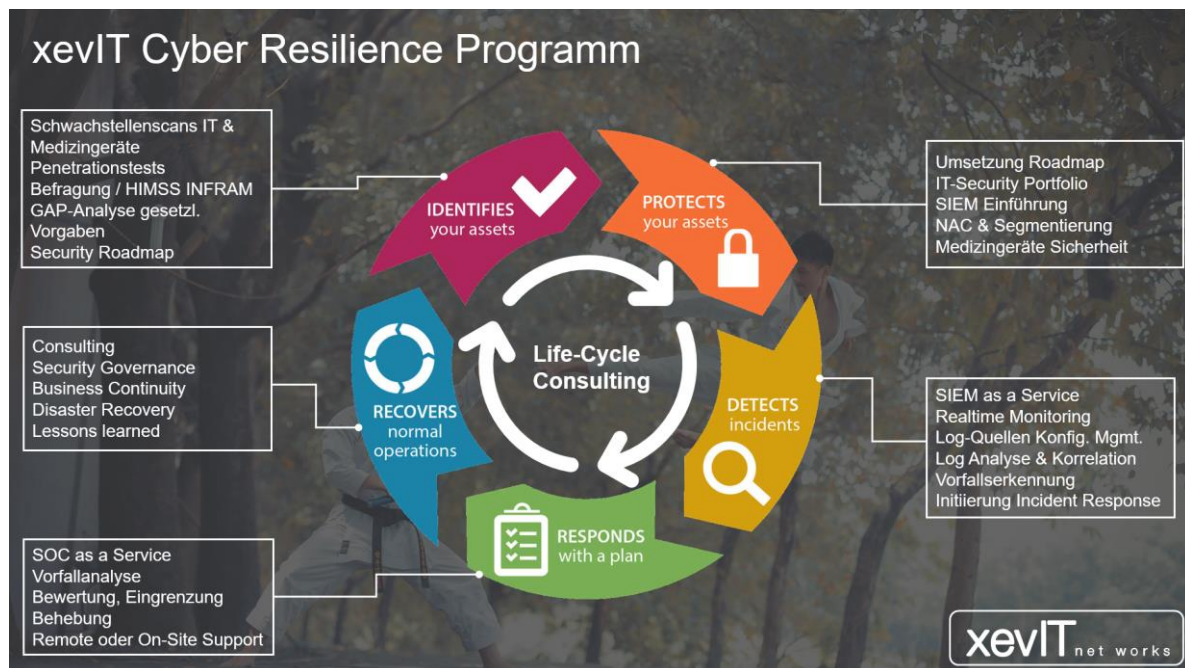 xevIT Cyber Resilience Programm
Schwachstellenscans IT &
Medizingeräte
Penetrationstests
Befragung / HIMSS INFRAM
GAP-Analyse gesetzl.
Vorgaben
Security Roadmap
IDENTIFIES
your assets
PROTECTS
your assets
Umsetzung Roadmap
IT-Security Portfolio
SIEM Einführung
NAC & Segmentierung
Medizingeräte Sicherheit
Consulting
Security Governance
Business Continuity
Disaster Recovery
Lessons learned
RECOVERS
normal
operations
Life-Cycle
Consulting
DETECTS
incidents
SIEM as a Service
Realtime Monitoring
Log-Quellen Konfig. Mgmt.
Log Analyse & Korrelation
Vorfallserkennung
Initiierung Incident Response
SOC as a Service
Vorfallanalyse
Bewertung, Eingrenzung
Behebung
Remote oder On-Site Support
RESPONDS
with a plan
xevIT net works